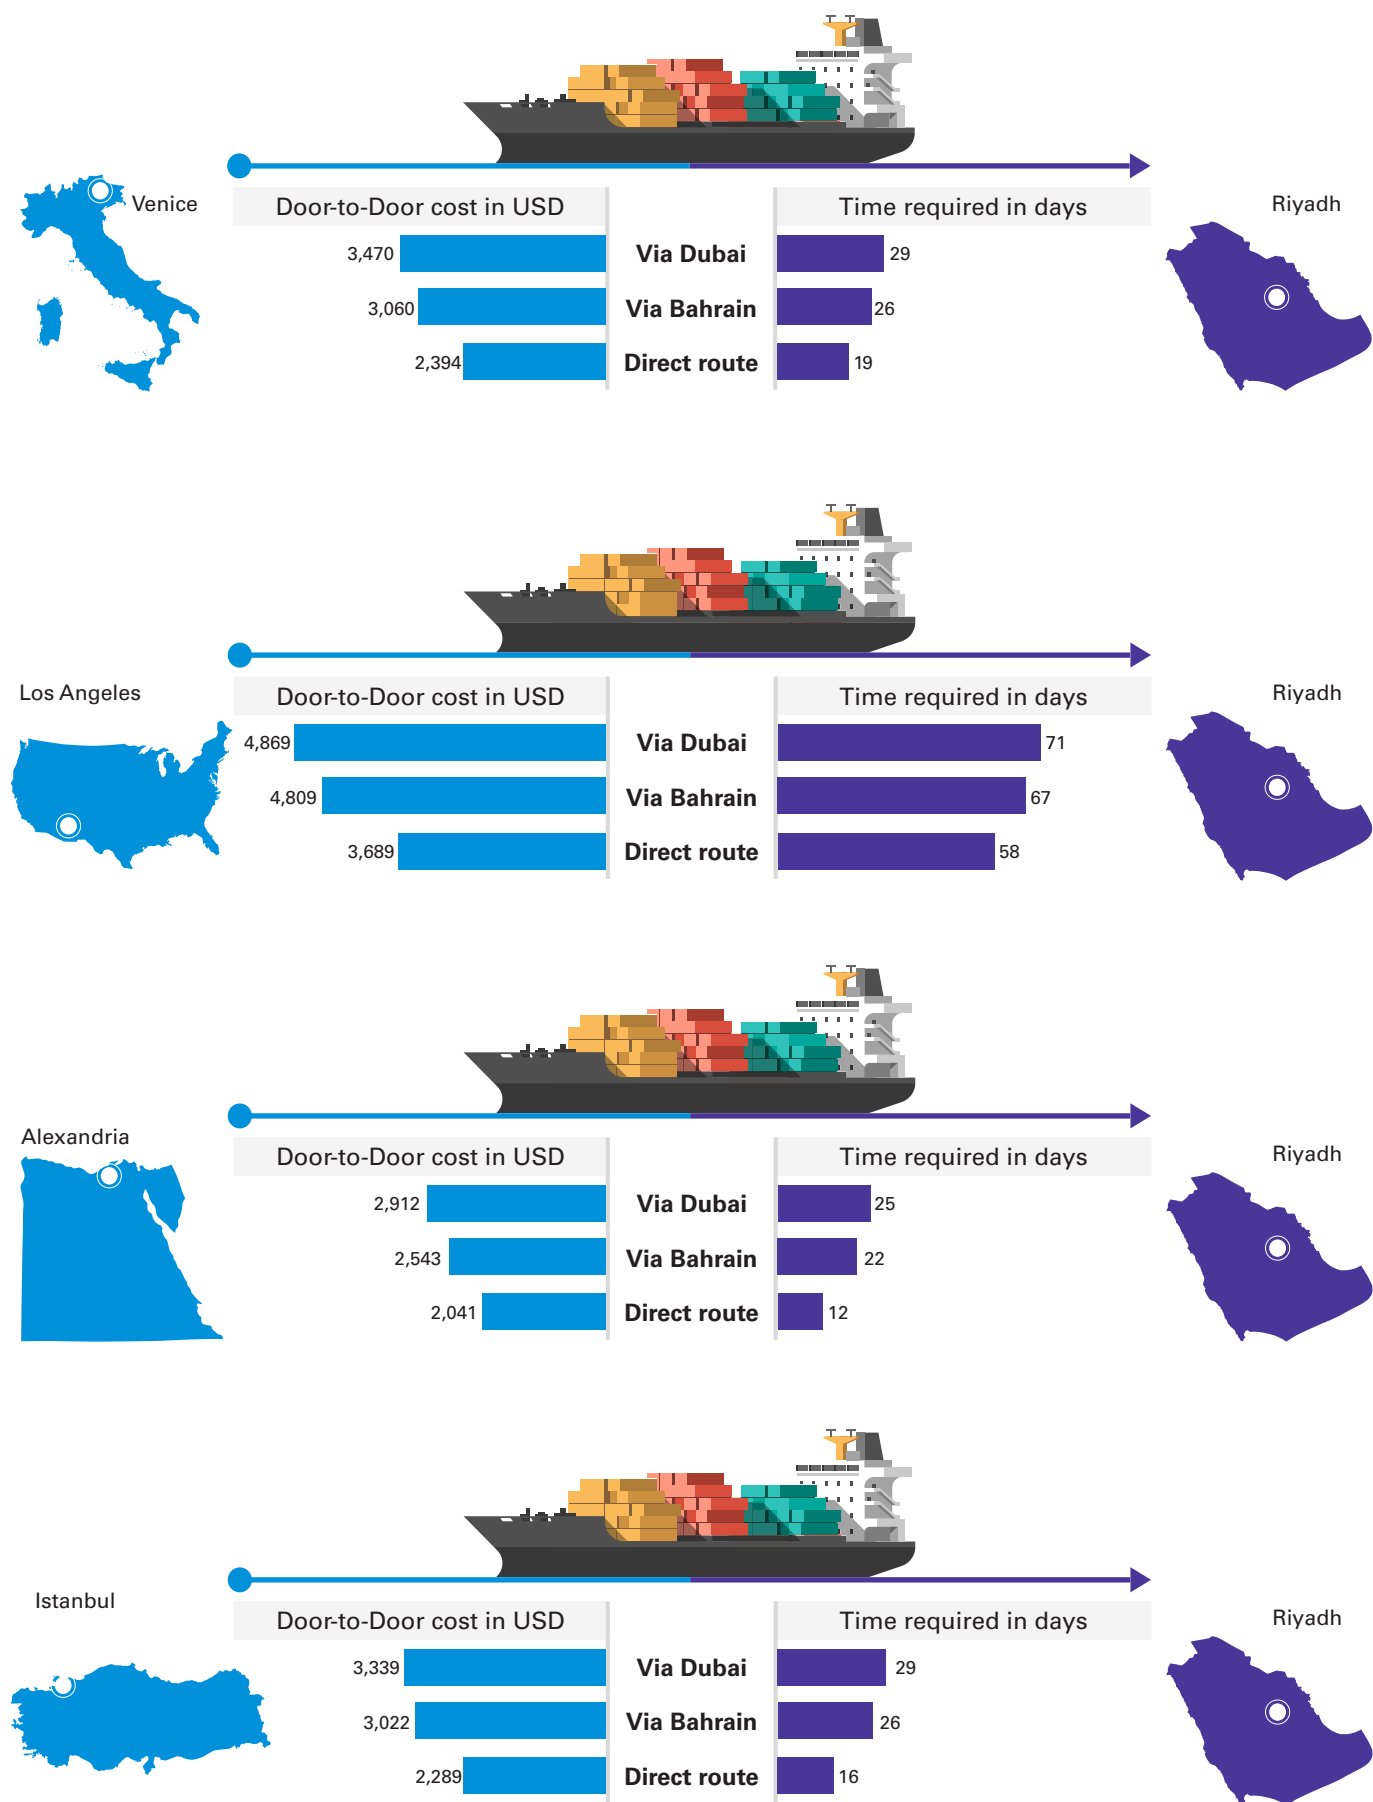 Venice
Riyadh
Door-to-Door cost in USD
Time required in days
3,470 Via Dubai 29
3,060 Via Bahrain 26
2,394 Direct route 19
Los Angeles
Riyadh
Door-to-Door cost in USD
Time required in days
4,869 Via Dubai 71
4,809 Via Bahrain 67
3,689 Direct route 58
Alexandria
Riyadh
Door-to-Door cost in USD
Time required in days
2,912 Via Dubai 25
2,543 Via Bahrain 22
2,041 Direct route 12
Istanbul
Riyadh
Door-to-Door cost in USD
Time required in days
3,339 Via Dubai 29
3,022 Via Bahrain 26
2,289 Direct route 16